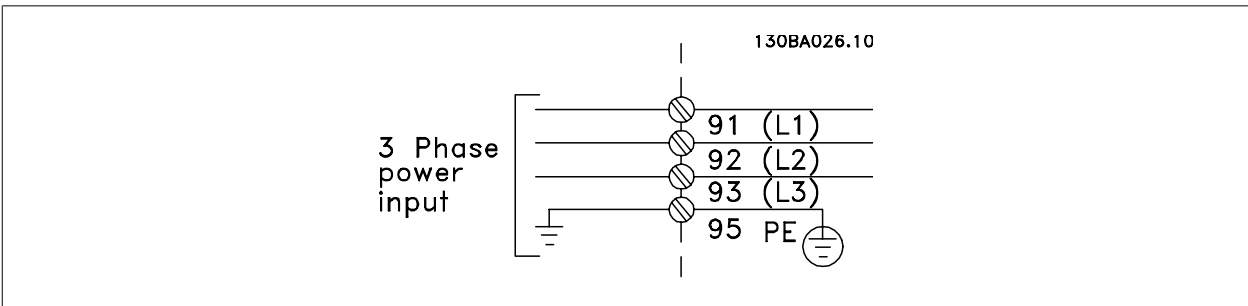 130BA026.10
3 Phase
power
input
91 (L1)
92 (L2)
93 (L3)
95 PE